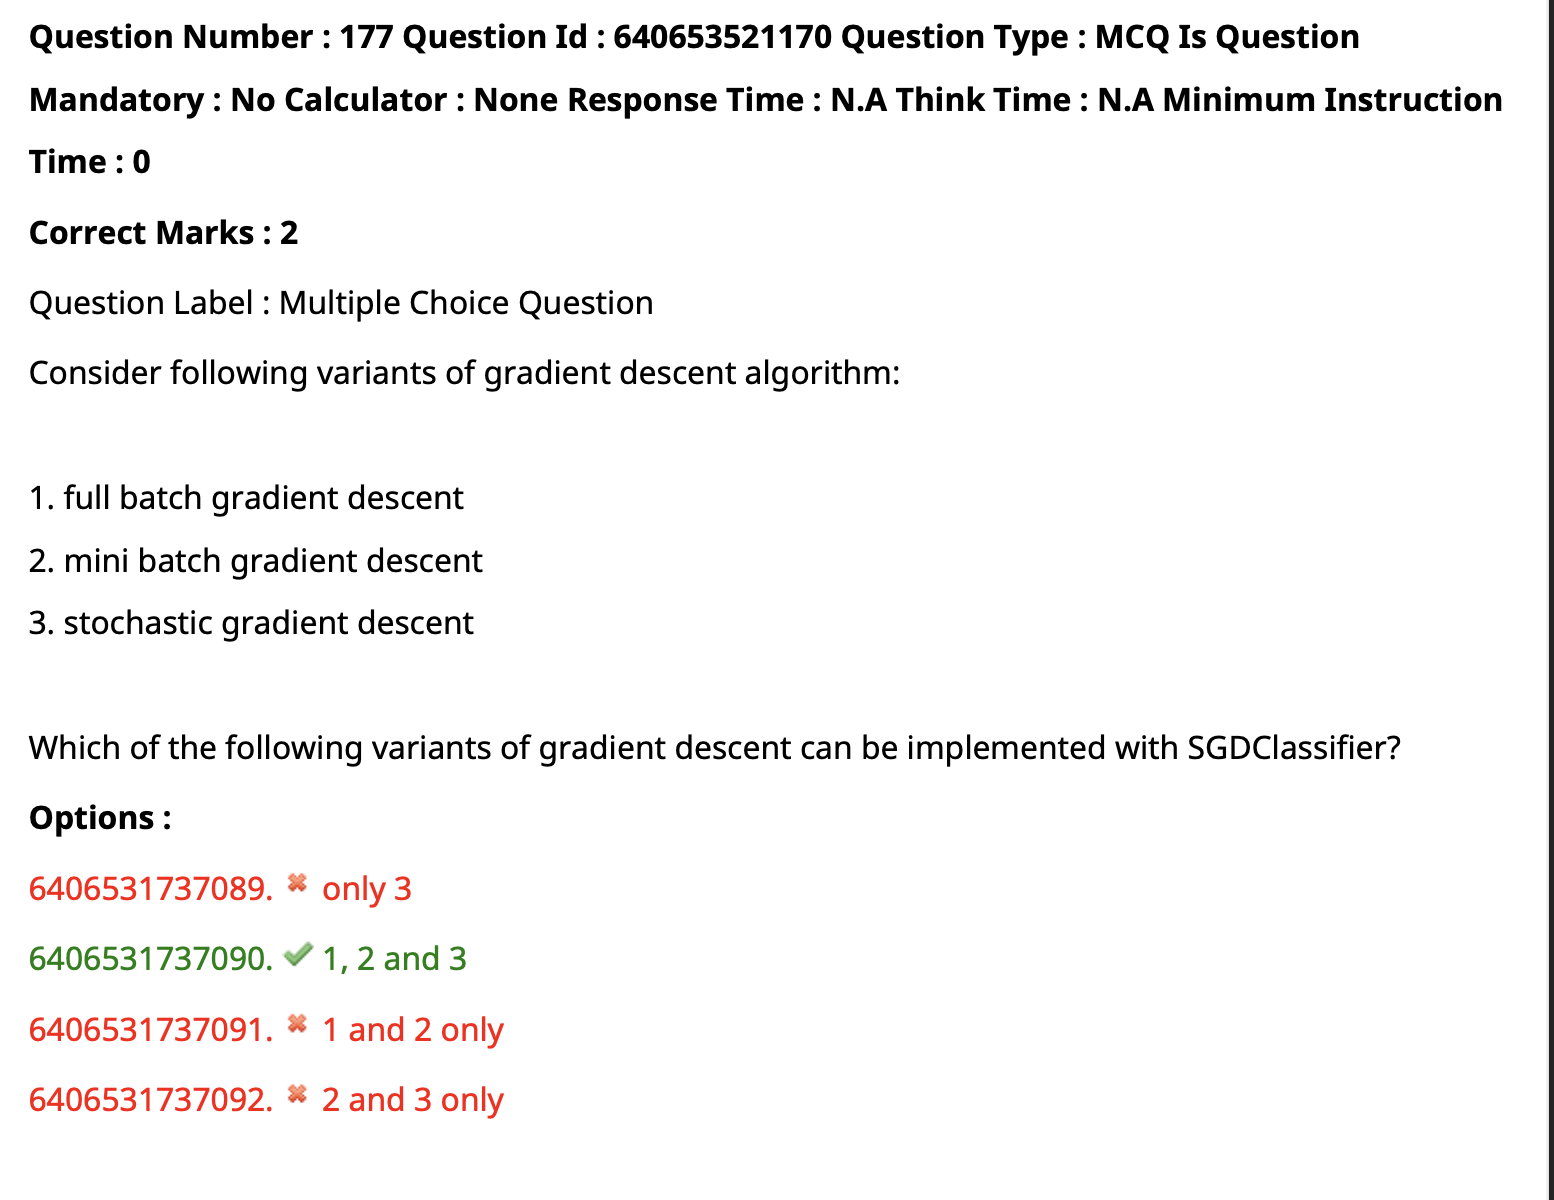 Question Number : 177 Question Id : 640653521170 Question Type : MCQ Is Question
Mandatory : No Calculator : None Response Time : N.A Think Time : N.A Minimum Instruction
Time : 0
Correct Marks : 2
Question Label : Multiple Choice Question
Consider following variants of gradient descent algorithm:
1. full batch gradient descent
2. mini batch gradient descent
3. stochastic gradient descent
Which of the following variants of gradient descent can be implemented with SGDClassifier?
Options :
6406531737089. ✖ only 3
6406531737090. ✔ 1, 2 and 3
6406531737091. ✖ 1 and 2 only
6406531737092. ✖ 2 and 3 only